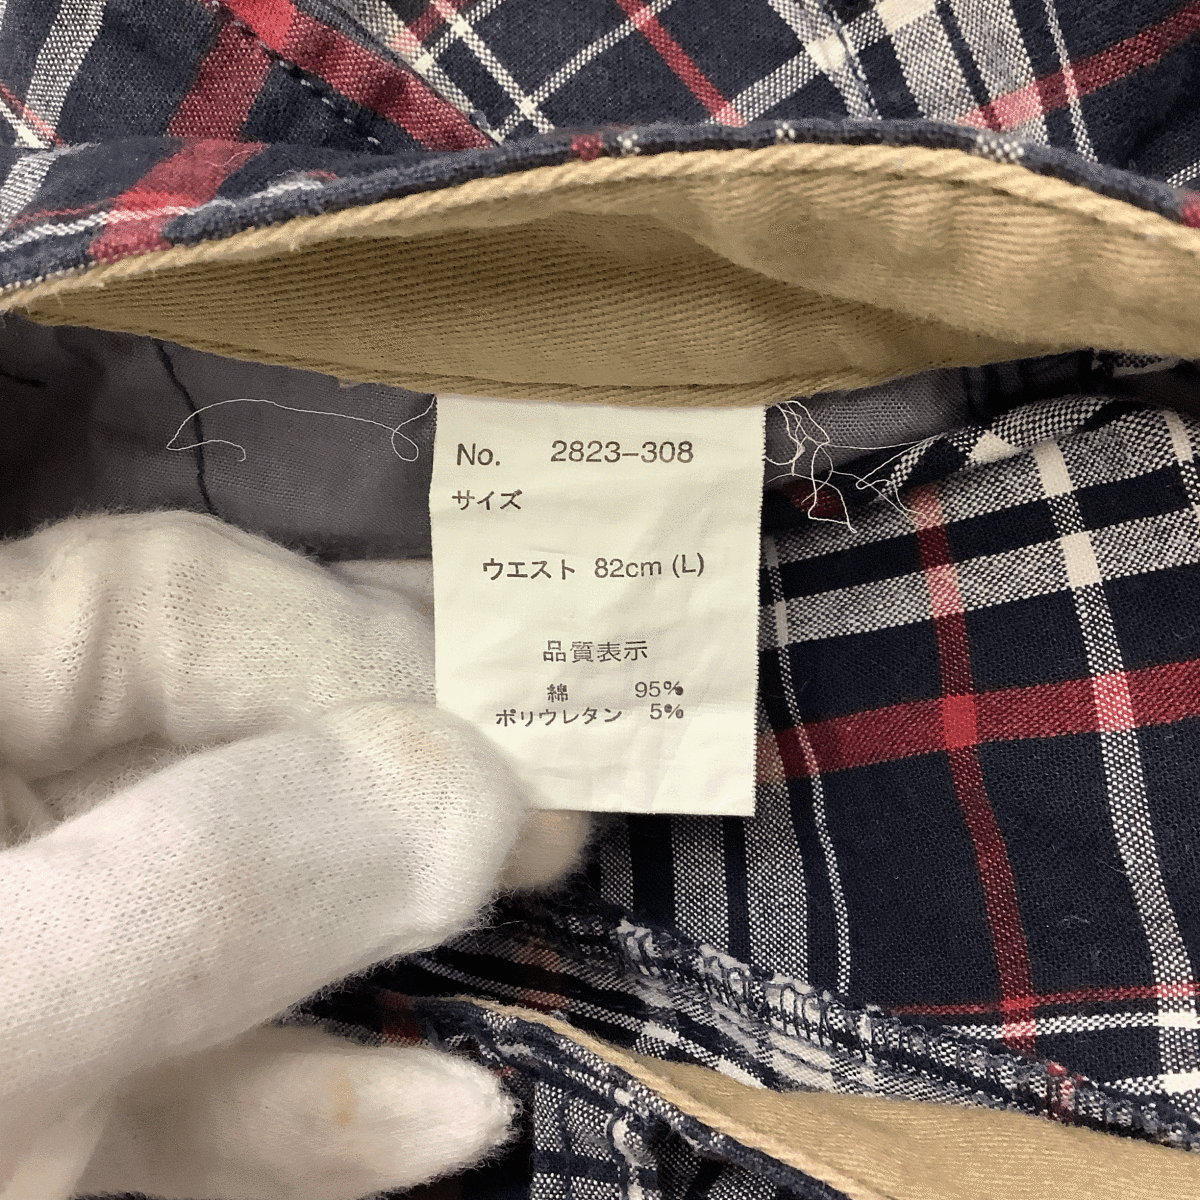 No. 2823-308
サイズ
ウエスト 82cm (L)
品質表示
綿 95%
ポリウレタン 5%